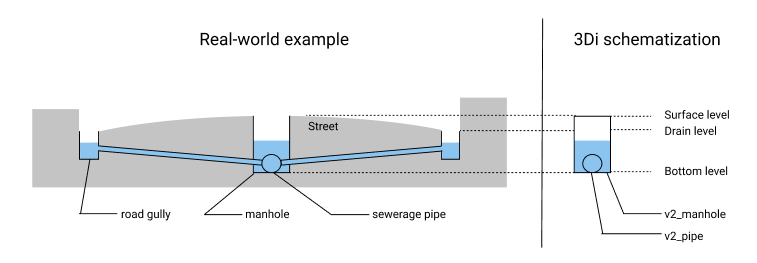 Real-world example
3Di schematization
Street
Surface level
Drain level
Bottom level
road gully
manhole
sewerage pipe
v2_manhole
v2_pipe